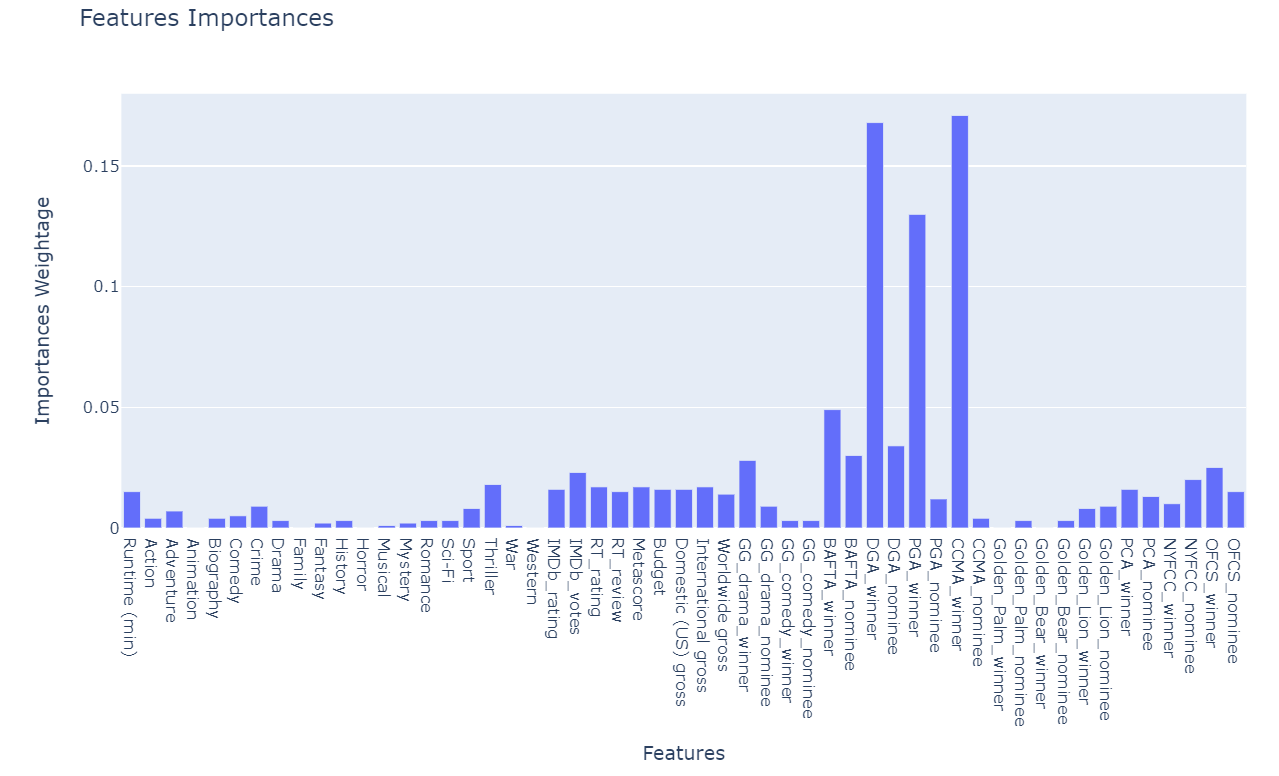 Features Importances
Importances Weightage
0.15
0.1
0.05
0
Runtime (min)
Action
Adventure
Animation
Biography
Comedy
Crime
Drama
Family
Fantasy
History
Horror
Musical
Mystery
Romance
Sci-Fi
Sport
Thriller
War
Western
IMDb_rating
IMDb_votes
RT_rating
RT_review
Metascore
Budget
Domestic (US) gross
International gross
Worldwide gross
GG_drama_winner
GG_drama_nominee
GG_comedy_winner
GG_comedy_nominee
BAFTA_winner
BAFTA_nominee
DGA_winner
DGA_nominee
PGA_winner
PGA_nominee
CCMA_winner
CCMA_nominee
Golden_Palm_winner
Golden_Palm_nominee
Golden_Bear_winner
Golden_Bear_nominee
Golden_Lion_winner
Golden_Lion_nominee
PCA_winner
PCA_nominee
NYFCC_winner
NYFCC_nominee
OFCS_winner
OFCS_nominee
Features